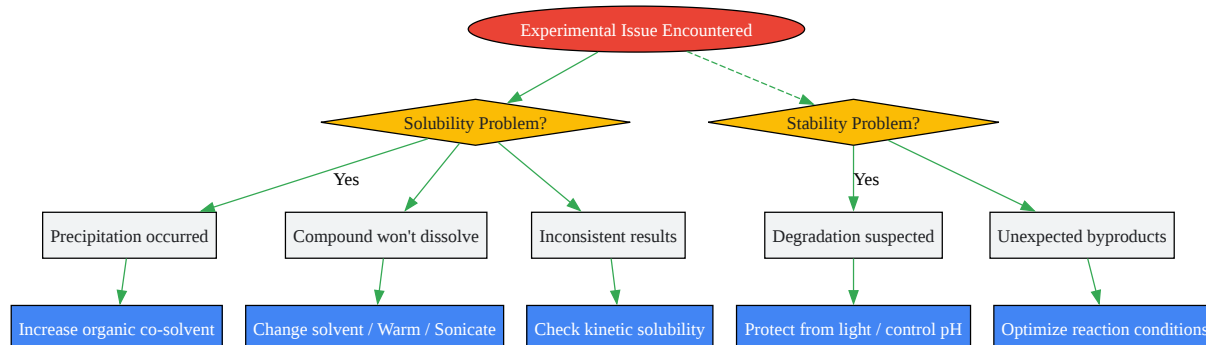 Experimental Issue Encountered
Solubility Problem?
Stability Problem?
Yes
Yes
Precipitation occurred
Compound won't dissolve
Inconsistent results
Degradation suspected
Unexpected byproducts
Increase organic co-solvent
Change solvent / Warm / Sonicate
Check kinetic solubility
Protect from light / control pH
Optimize reaction conditions